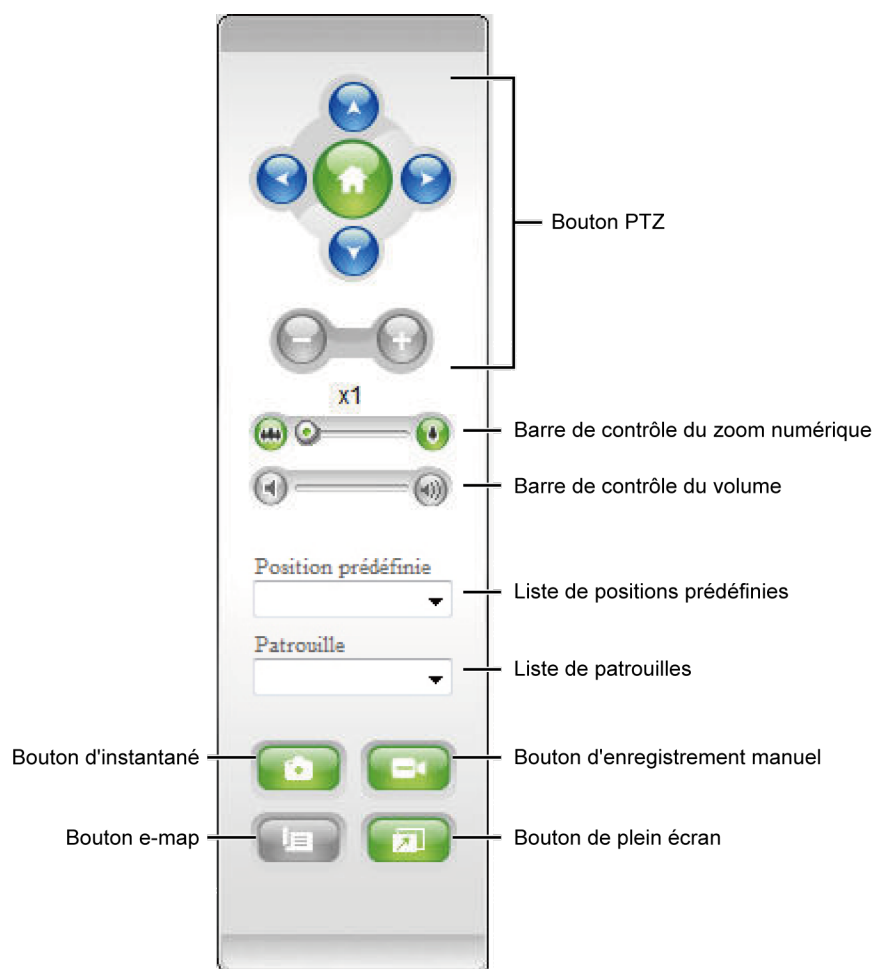 Bouton PTZ
x1
Barre de contrôle du zoom numérique
Barre de contrôle du volume
Position prédéfinie
Liste de positions prédéfinies
Patrouille
Liste de patrouilles
Bouton d'instantané
Bouton d'enregistrement manuel
Bouton e-map
Bouton de plein écran